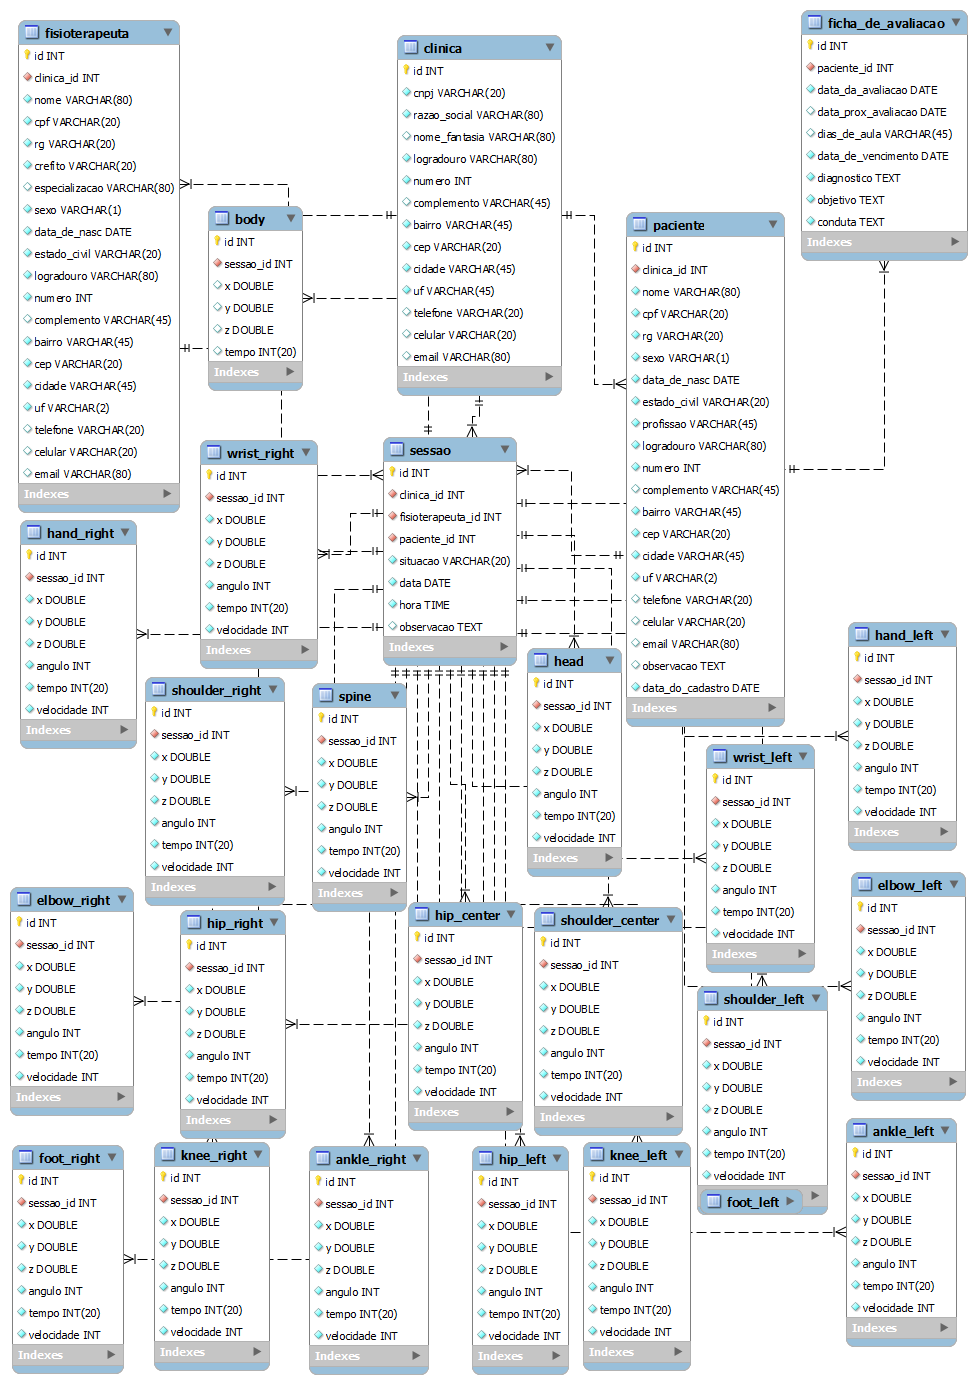 fisioterapeuta
id INT
clinica_id INT
nome VARCHAR(80)
cpf VARCHAR(20)
rg VARCHAR(20)
crefito VARCHAR(20)
especializacao VARCHAR(80)
sexo VARCHAR(1)
data_de_nasc DATE
estado_civil VARCHAR(20)
logradouro VARCHAR(80)
numero INT
complemento VARCHAR(45)
bairro VARCHAR(45)
cep VARCHAR(20)
cidade VARCHAR(45)
uf VARCHAR(2)
telefone VARCHAR(20)
celular VARCHAR(20)
email VARCHAR(80)
Indexes
clinica
id INT
cnpj VARCHAR(20)
razao_social VARCHAR(80)
nome_fantasia VARCHAR(80)
logradouro VARCHAR(80)
numero INT
complemento VARCHAR(45)
bairro VARCHAR(45)
cep VARCHAR(20)
cidade VARCHAR(45)
uf VARCHAR(45)
telefone VARCHAR(20)
celular VARCHAR(20)
email VARCHAR(80)
Indexes
ficha_de_avaliacao
id INT
paciente_id INT
data_da_avaliacao DATE
data_prox_avaliacao DATE
dias_de_aula VARCHAR(45)
data_de_vencimento DATE
diagnostico TEXT
objetivo TEXT
conduta TEXT
Indexes
body
id INT
sessao_id INT
x DOUBLE
y DOUBLE
z DOUBLE
tempo INT(20)
Indexes
paciente
id INT
clinica_id INT
nome VARCHAR(80)
cpf VARCHAR(20)
rg VARCHAR(20)
sexo VARCHAR(1)
data_de_nasc DATE
estado_civil VARCHAR(20)
profissao VARCHAR(45)
logradouro VARCHAR(80)
numero INT
complemento VARCHAR(45)
bairro VARCHAR(45)
cep VARCHAR(20)
cidade VARCHAR(45)
uf VARCHAR(2)
telefone VARCHAR(20)
celular VARCHAR(20)
email VARCHAR(80)
observacao TEXT
data_do_cadastro DATE
Indexes
wrist_right
id INT
sessao_id INT
x DOUBLE
y DOUBLE
z DOUBLE
angulo INT
tempo INT(20)
velocidade INT
Indexes
sessao
id INT
clinica_id INT
fisioterapeuta_id INT
paciente_id INT
situacao VARCHAR(20)
data DATE
hora TIME
observacao TEXT
Indexes
hand_right
id INT
sessao_id INT
x DOUBLE
y DOUBLE
z DOUBLE
angulo INT
tempo INT(20)
velocidade INT
Indexes
hand_left
id INT
sessao_id INT
x DOUBLE
y DOUBLE
z DOUBLE
angulo INT
tempo INT(20)
velocidade INT
Indexes
head
id INT
sessao_id INT
x DOUBLE
y DOUBLE
z DOUBLE
angulo INT
tempo INT(20)
velocidade INT
Indexes
shoulder_right
id INT
sessao_id INT
x DOUBLE
y DOUBLE
z DOUBLE
angulo INT
tempo INT(20)
velocidade INT
Indexes
spine
id INT
sessao_id INT
x DOUBLE
y DOUBLE
z DOUBLE
angulo INT
tempo INT(20)
velocidade INT
Indexes
wrist_left
id INT
sessao_id INT
x DOUBLE
y DOUBLE
z DOUBLE
angulo INT
tempo INT(20)
velocidade INT
Indexes
elbow_right
id INT
sessao_id INT
x DOUBLE
y DOUBLE
z DOUBLE
angulo INT
tempo INT(20)
velocidade INT
Indexes
hip_right
id INT
sessao_id INT
x DOUBLE
y DOUBLE
z DOUBLE
angulo INT
tempo INT(20)
velocidade INT
Indexes
hip_center
id INT
sessao_id INT
x DOUBLE
y DOUBLE
z DOUBLE
angulo INT
tempo INT(20)
velocidade INT
Indexes
shoulder_center
id INT
sessao_id INT
x DOUBLE
y DOUBLE
z DOUBLE
angulo INT
tempo INT(20)
velocidade INT
Indexes
elbow_left
id INT
sessao_id INT
x DOUBLE
y DOUBLE
z DOUBLE
angulo INT
tempo INT(20)
velocidade INT
Indexes
shoulder_left
id INT
sessao_id INT
x DOUBLE
y DOUBLE
z DOUBLE
angulo INT
tempo INT(20)
velocidade INT
foot_left
foot_right
id INT
sessao_id INT
x DOUBLE
y DOUBLE
z DOUBLE
angulo INT
tempo INT(20)
velocidade INT
Indexes
knee_right
id INT
sessao_id INT
x DOUBLE
y DOUBLE
z DOUBLE
angulo INT
tempo INT(20)
velocidade INT
Indexes
ankle_right
id INT
sessao_id INT
x DOUBLE
y DOUBLE
z DOUBLE
angulo INT
tempo INT(20)
velocidade INT
Indexes
hip_left
id INT
sessao_id INT
x DOUBLE
y DOUBLE
z DOUBLE
angulo INT
tempo INT(20)
velocidade INT
Indexes
knee_left
id INT
sessao_id INT
x DOUBLE
y DOUBLE
z DOUBLE
angulo INT
tempo INT(20)
velocidade INT
Indexes
ankle_left
id INT
sessao_id INT
x DOUBLE
y DOUBLE
z DOUBLE
angulo INT
tempo INT(20)
velocidade INT
Indexes